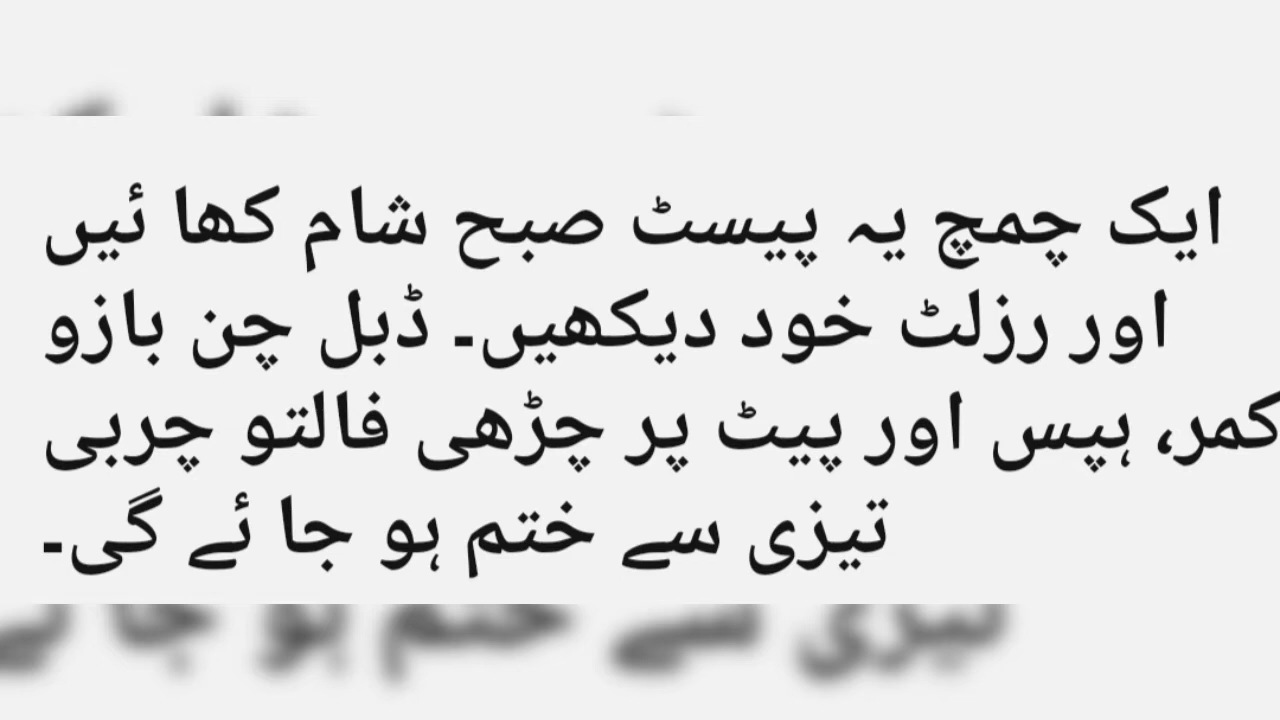 ایک چمچ یہ پیسٹ صبح شام کھا ئیں
اور رزلٹ خود دیکھیں۔ ڈبل چن بازو
کمر، ہپس اور پیٹ پر چڑھی فالتو چربی
تیزی سے ختم ہو جا ئے گی۔